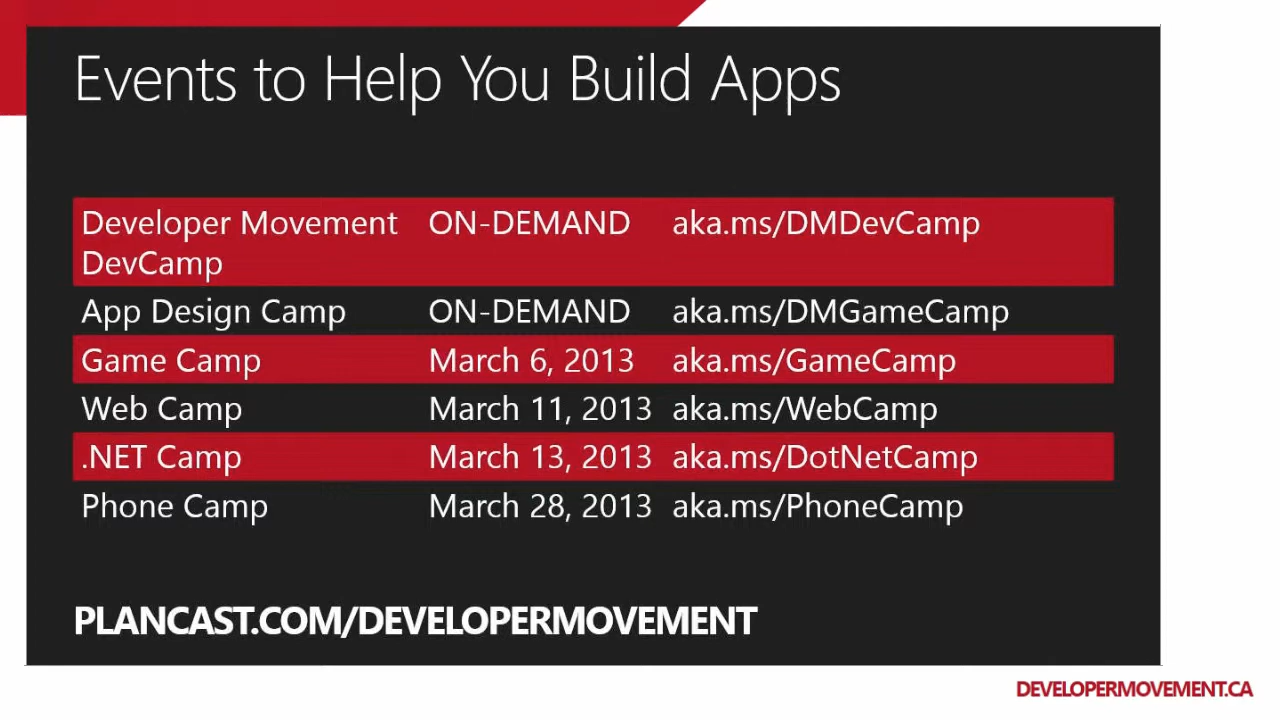 Events to Help You Build Apps
Developer Movement ON-DEMAND aka.ms/DMDevCamp
DevCamp
App Design Camp ON-DEMAND aka.ms/DMGameCamp
Game Camp March 6, 2013 aka.ms/GameCamp
Web Camp March 11, 2013 aka.ms/WebCamp
.NET Camp March 13, 2013 aka.ms/DotNetCamp
Phone Camp March 28, 2013 aka.ms/PhoneCamp
PLANCAST.COM/DEVELOPERMOVEMENT
DEVELOPERMOVEMENT.CA